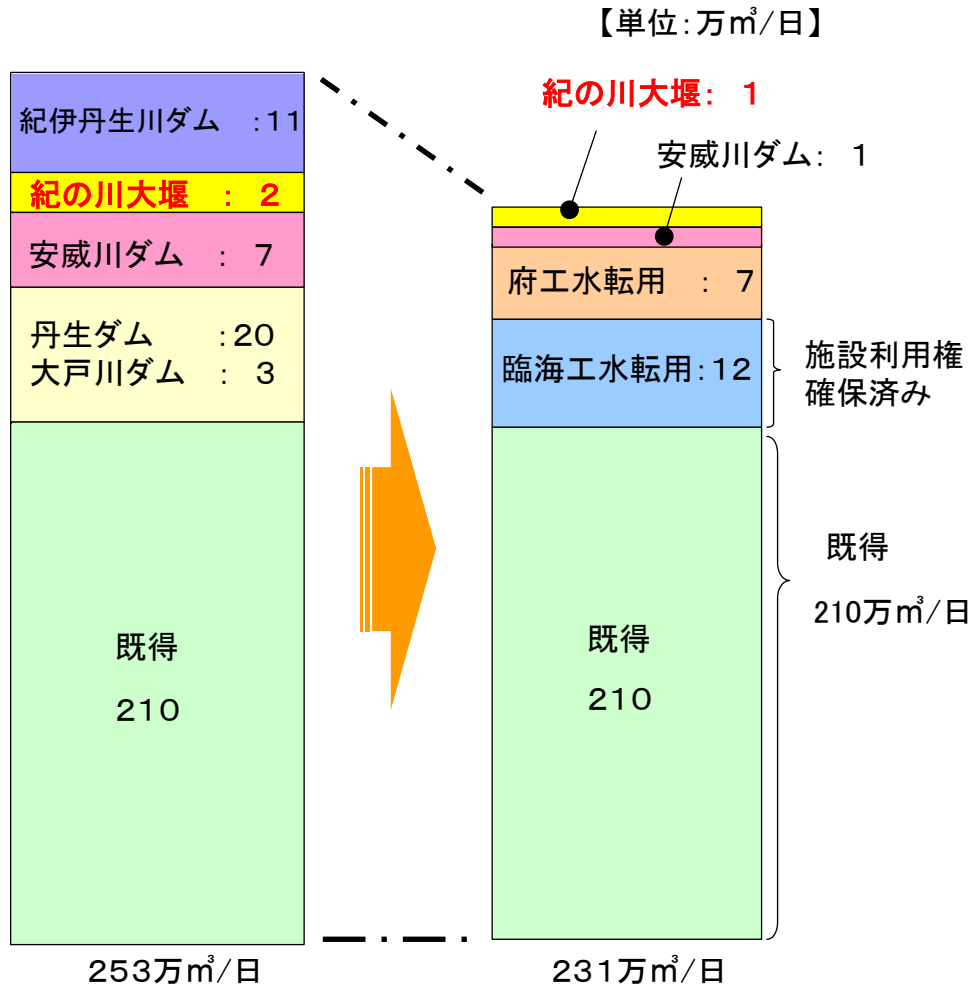 【単位:万㎥/日】
紀伊丹生川ダム :11
紀の川大堰 : 2
安威川ダム : 7
丹生ダム :20
大戸川ダム : 3
既得
210
253万㎥/日
紀の川大堰: 1
安威川ダム: 1
府工水転用 : 7
臨海工水転用:12
施設利用権
確保済み
既得
210
既得
210万㎥/日
231万㎥/日